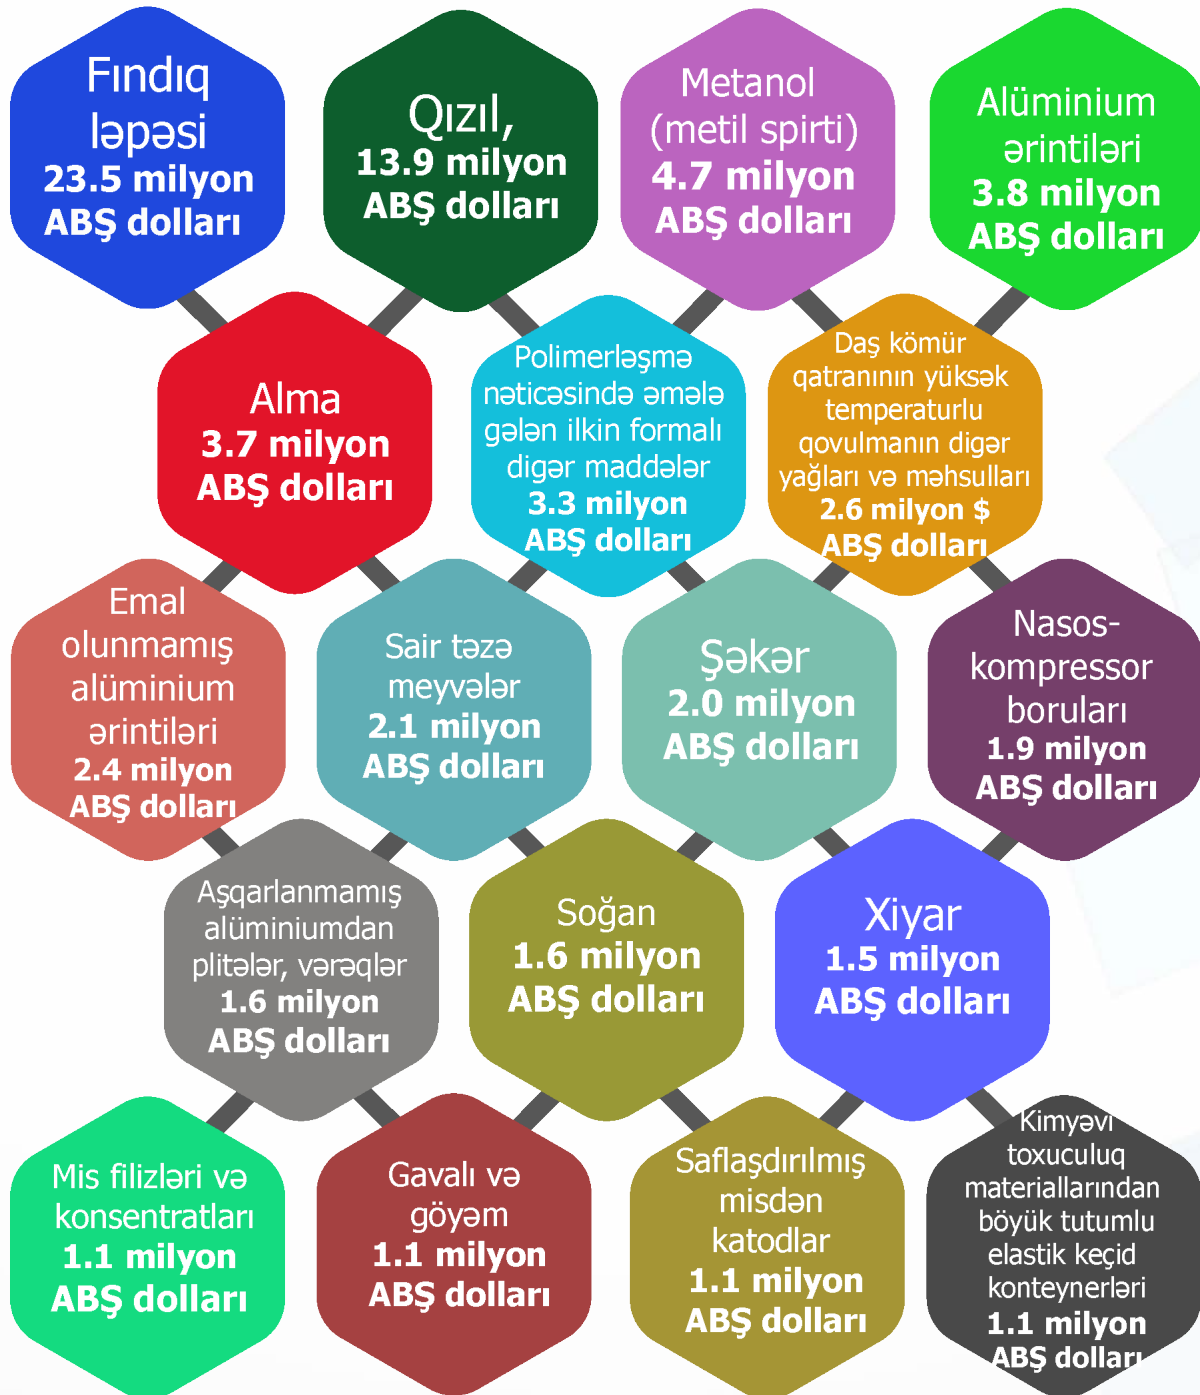 Fındıq
ləpəsi
23.5 milyon
ABŞ dolları
Qızıl,
13.9 milyon
ABŞ dolları
Metanol
(metil spirti)
4.7 milyon
ABŞ dolları
Alüminium
ərintiləri
3.8 milyon
ABŞ dolları
Alma
3.7 milyon
ABŞ dolları
Polimerləşmə
nəticəsində əmələ
gələn ilkin formalı
digər maddələr
3.3 milyon
ABŞ dolları
Daş kömür
qatranının yüksək
temperaturlu
qovulmanın digər
yağları və məhsulları
2.6 milyon $
ABŞ dolları
Emal
olunmamış
alüminium
ərintiləri
2.4 milyon
ABŞ dolları
Sair təzə
meyvələr
2.1 milyon
ABŞ dolları
Şəkər
2.0 milyon
ABŞ dolları
Nasos-
kompressor
boruları
1.9 milyon
ABŞ dolları
Aşqarlanmamış
alüminiumdan
plitələr, vərəqlər
1.6 milyon
ABŞ dolları
Soğan
1.6 milyon
ABŞ dolları
Xiyar
1.5 milyon
ABŞ dolları
Mis filizləri və
konsentratları
1.1 milyon
ABŞ dolları
Gavalı və
göyəm
1.1 milyon
ABŞ dolları
Saflaşdırılmış
misdən
katodlar
1.1 milyon
ABŞ dolları
Kimyəvi
toxuculuq
materiallarından
böyük tutumlu
elastik keçid
konteynerləri
1.1 milyon
ABŞ dolları